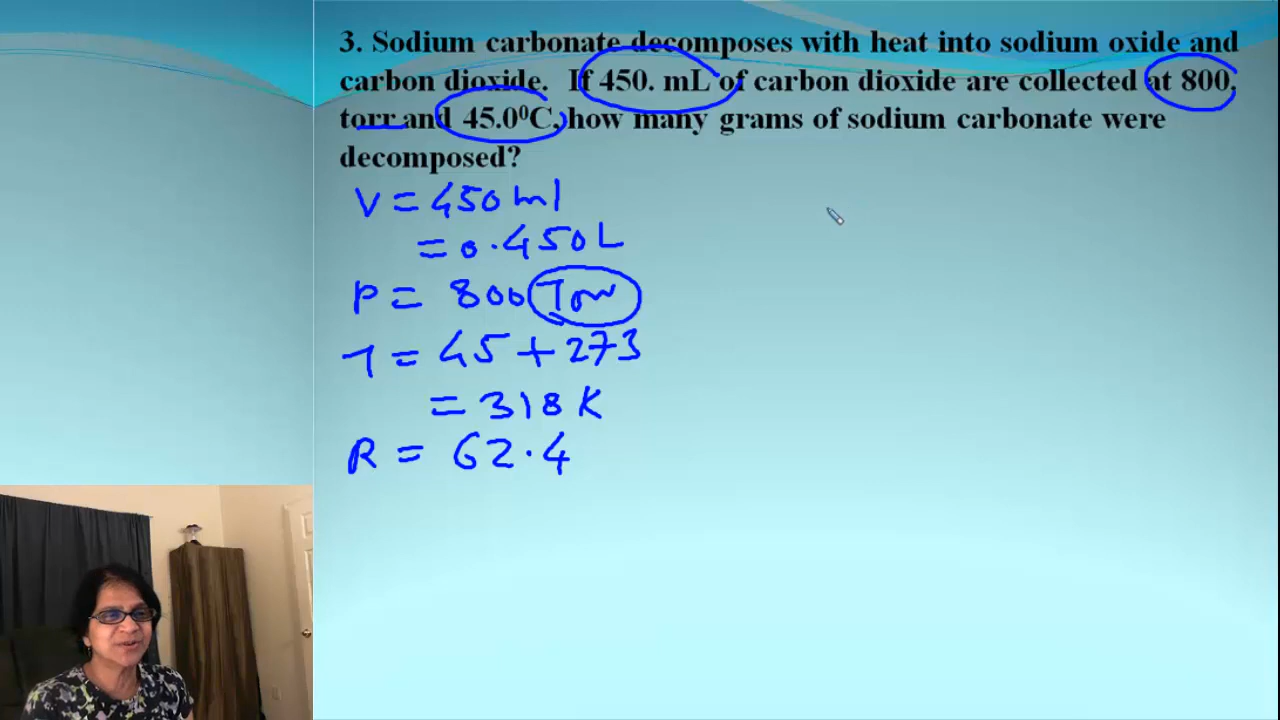 3. Sodium carbonate decomposes with heat into sodium oxide and
carbon dioxide. If 450. mL of carbon dioxide are collected at 800.
torr and 45.0⁰C, how many grams of sodium carbonate were
decomposed?
V = 450 ml
= 0.450 L
P = 800 Torr
T = 45 + 273
= 318 K
R = 62.4